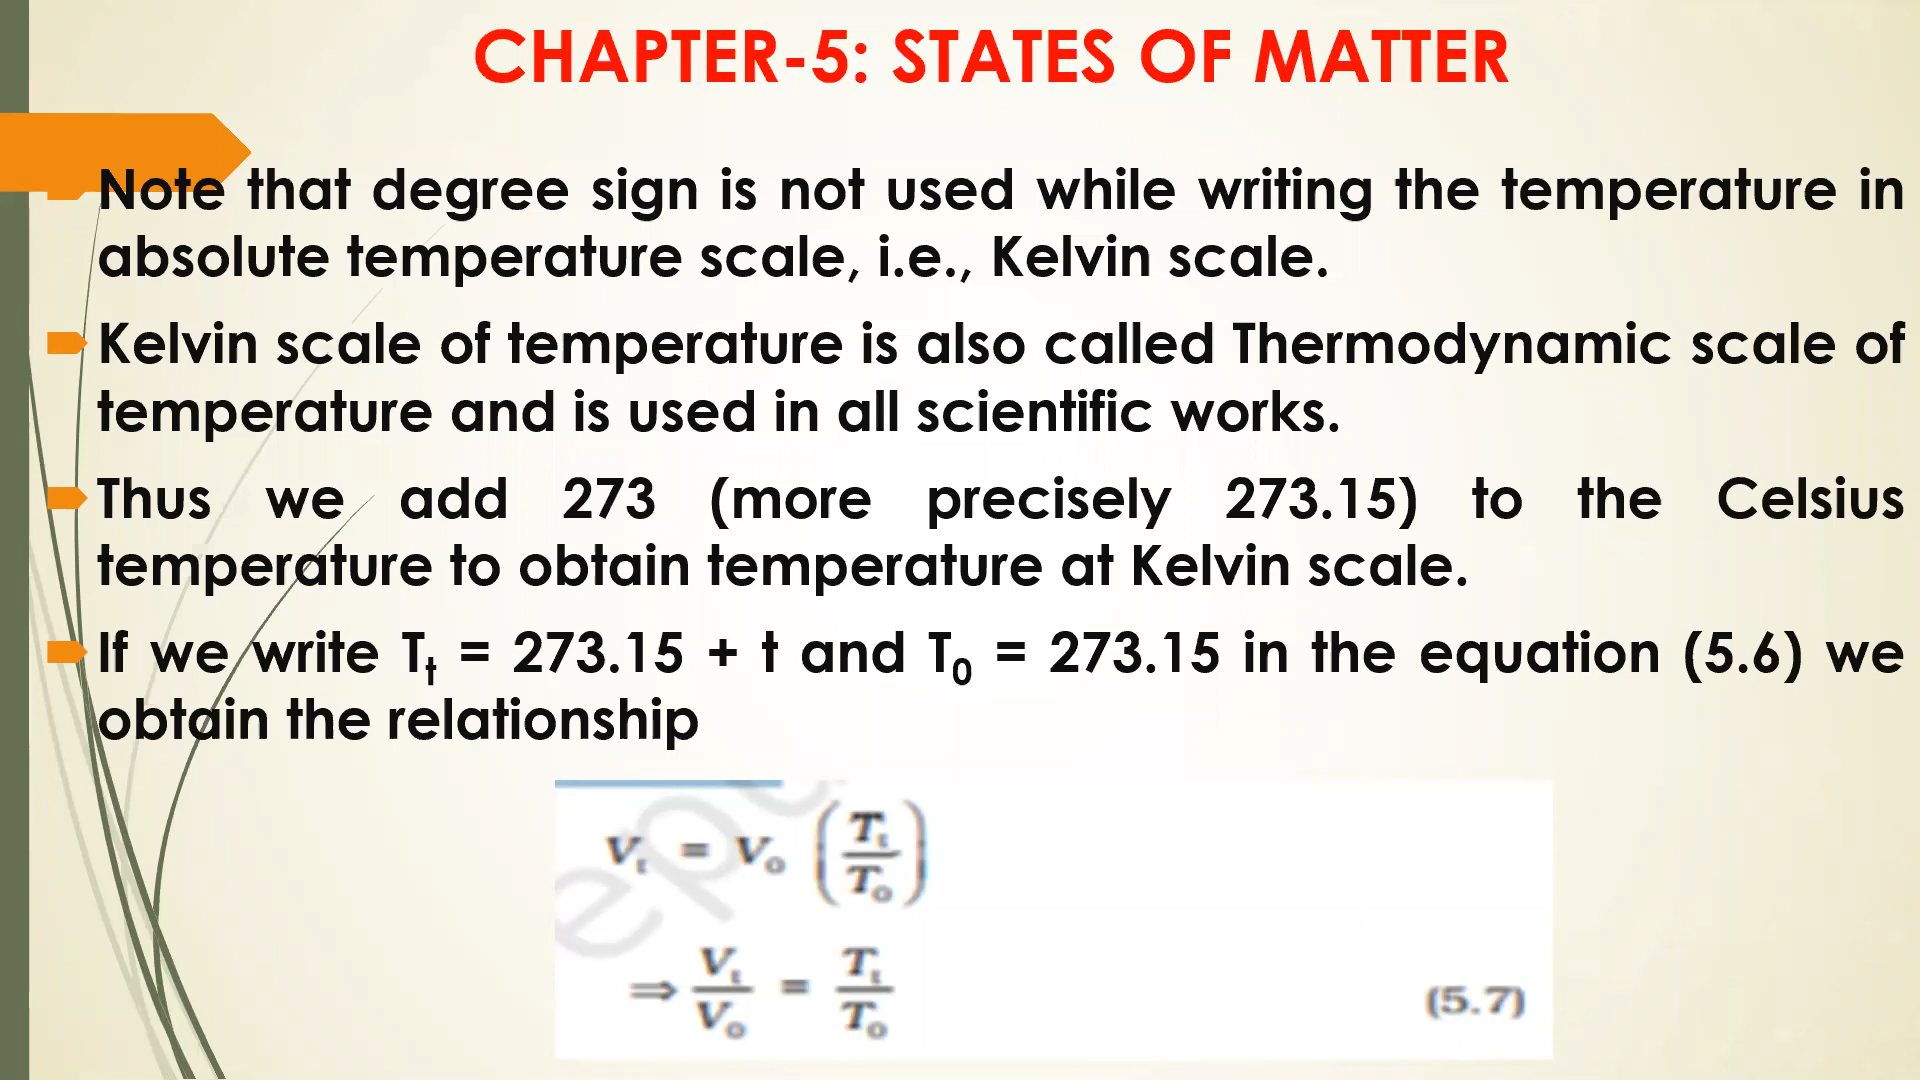 CHAPTER-5: STATES OF MATTER
Note that degree sign is not used while writing the temperature in
absolute temperature scale, i.e., Kelvin scale.
Kelvin scale of temperature is also called Thermodynamic scale of
temperature and is used in all scientific works.
Thus we add 273 (more precisely 273.15) to the Celsius
temperature to obtain temperature at Kelvin scale.
If we write Tₜ = 273.15 + t and T₀ = 273.15 in the equation (5.6) we
obtain the relationship
Vₜ = V₀ (Tₜ/T₀)
⇒ Vₜ/V₀ = Tₜ/T₀ (5.7)